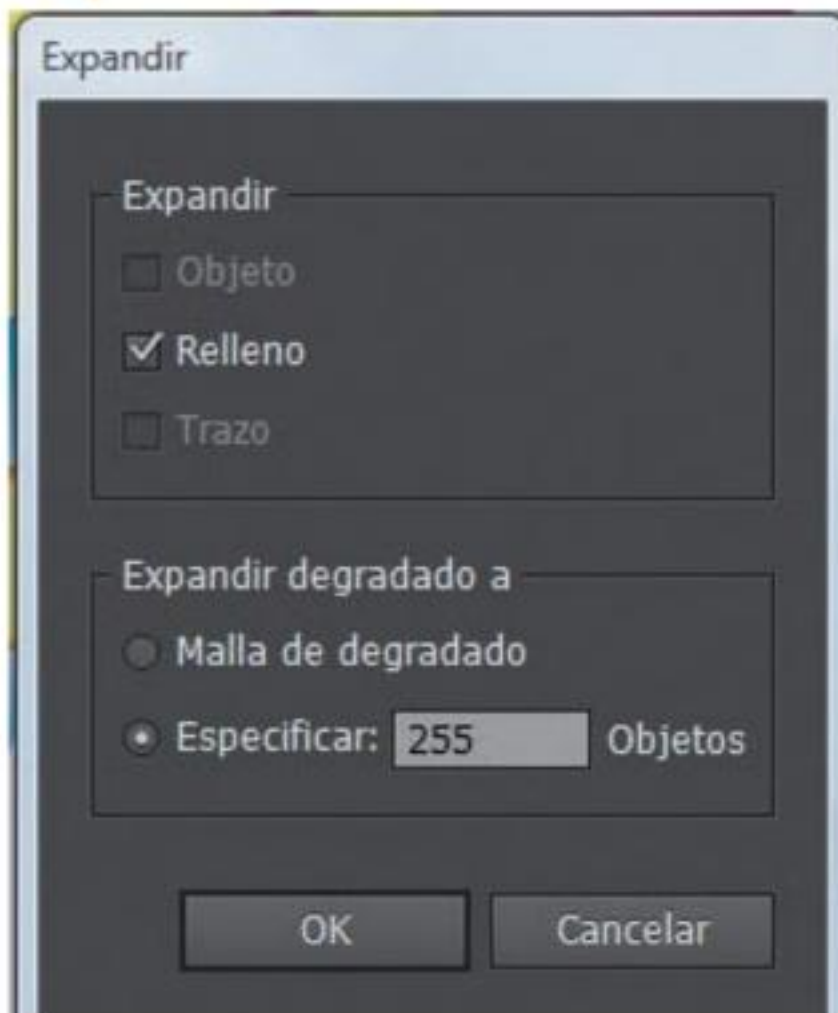 Expandir
Expandir
Objeto
Relleno
Trazo
Expandir degradado a
Malla de degradado
Especificar: 255 Objetos
OK Cancelar